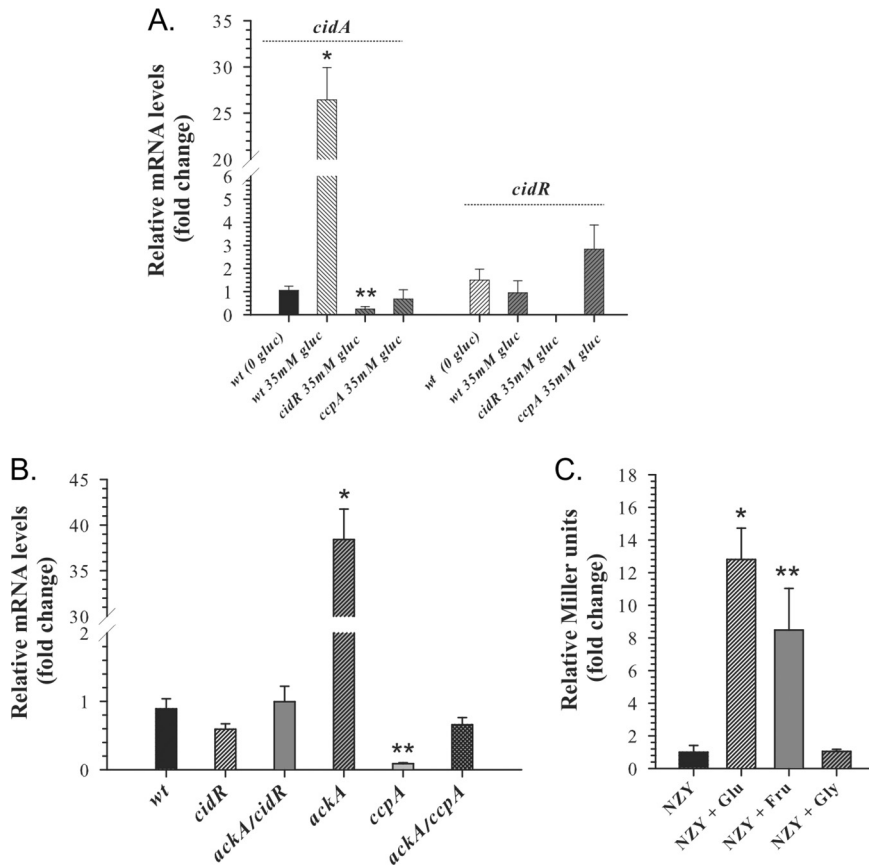 A.
cidA
*
Relative mRNA levels
(fold change)
35
30
25
20
6
5
4
3
2
1
0
**
cidR
wt (0 gluc)
wt 35mM gluc
cidR 35mM gluc
ccpA 35mM gluc
wt (0 gluc)
wt 35mM gluc
cidR 35mM gluc
ccpA 35mM gluc
B.
Relative mRNA levels
(fold change)
45
40
35
30
2
1
0
*
**
wt
cidR
ackA/cidR
ackA
ccpA
ackA/ccpA
C.
Relative Miller units
(fold change)
18
16
14
12
10
8
6
4
2
0
*
**
NZY
NZY + Glu
NZY + Fru
NZY + Gly